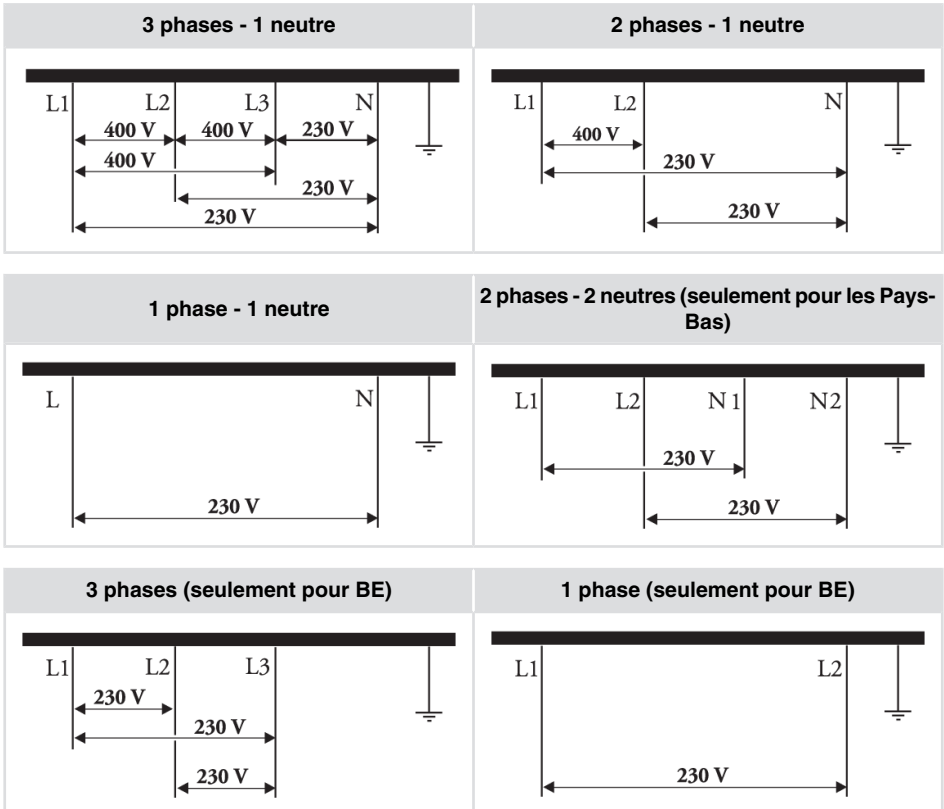 3 phases - 1 neutre
L1 L2 L3 N
400 V 400 V 230 V
400 V
230 V
230 V
2 phases - 1 neutre
L1 L2 N
400 V
230 V
230 V
1 phase - 1 neutre
L N
230 V
2 phases - 2 neutres (seulement pour les Pays-
Bas)
L1 L2 N1 N2
230 V
230 V
3 phases (seulement pour BE)
L1 L2 L3
230 V
230 V
230 V
1 phase (seulement pour BE)
L1 L2
230 V